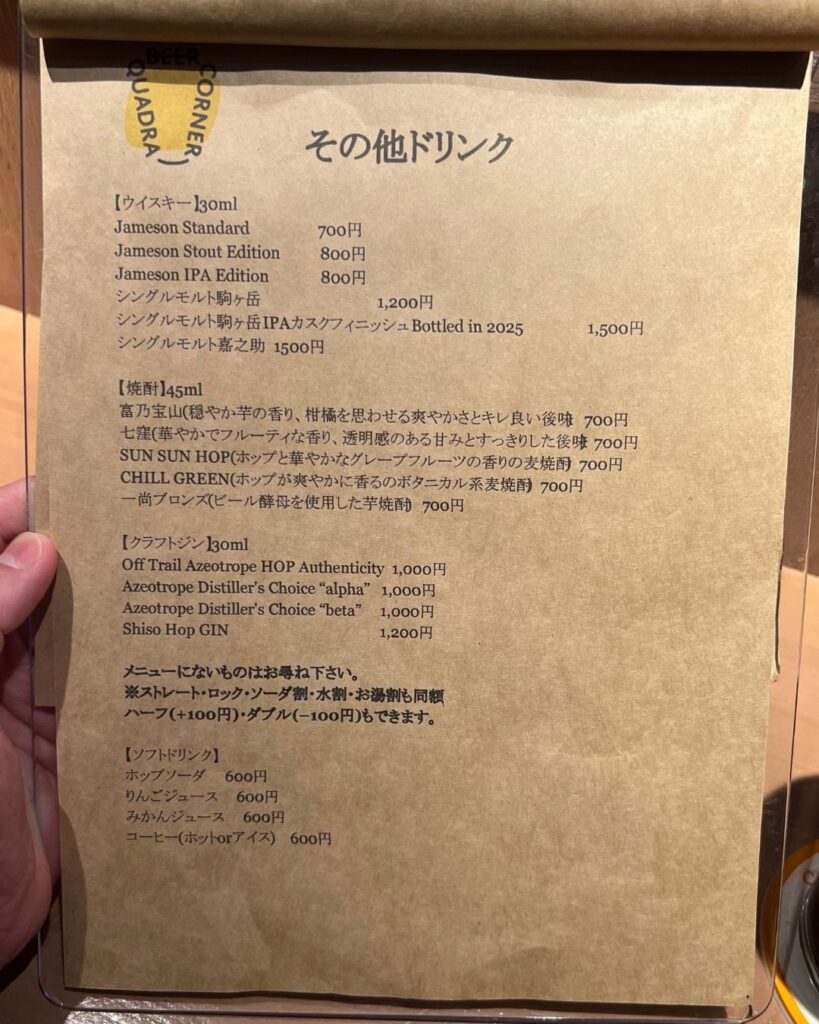 BEER CORNER QUADRA
その他ドリンク
【ウイスキー】30ml
Jameson Standard 700円
Jameson Stout Edition 800円
Jameson IPA Edition 800円
シングルモルト駒ヶ岳 1,200円
シングルモルト駒ヶ岳IPAカスクフィニッシュBottled in 2025 1,500円
シングルモルト嘉之助 1500円
【焼酎】45ml
富乃宝山(穏やか芋の香り、柑橘を思わせる爽やかさとキレ良い後味) 700円
七窪(華やかでフルーティな香り、透明感のある甘みとすっきりした後味) 700円
SUN SUN HOP(ホップと華やかなグレープフルーツの香りの麦焼酎) 700円
CHILL GREEN(ホップが爽やかに香るのボタニカル系麦焼酎) 700円
一尚ブロンズ(ビール酵母を使用した芋焼酎) 700円
【クラフトジン】30ml
Off Trail Azeotrope HOP Authenticity 1,000円
Azeotrope Distiller's Choice “alpha” 1,000円
Azeotrope Distiller's Choice “beta” 1,000円
Shiso Hop GIN 1,200円
メニューにないものはお尋ね下さい。
※ストレート・ロック・ソーダ割・水割・お湯割も同額
ハーフ(+100円)・ダブル(−100円)もできます。
【ソフトドリンク】
ホップソーダ 600円
りんごジュース 600円
みかんジュース 600円
コーヒー(ホットorアイス) 600円